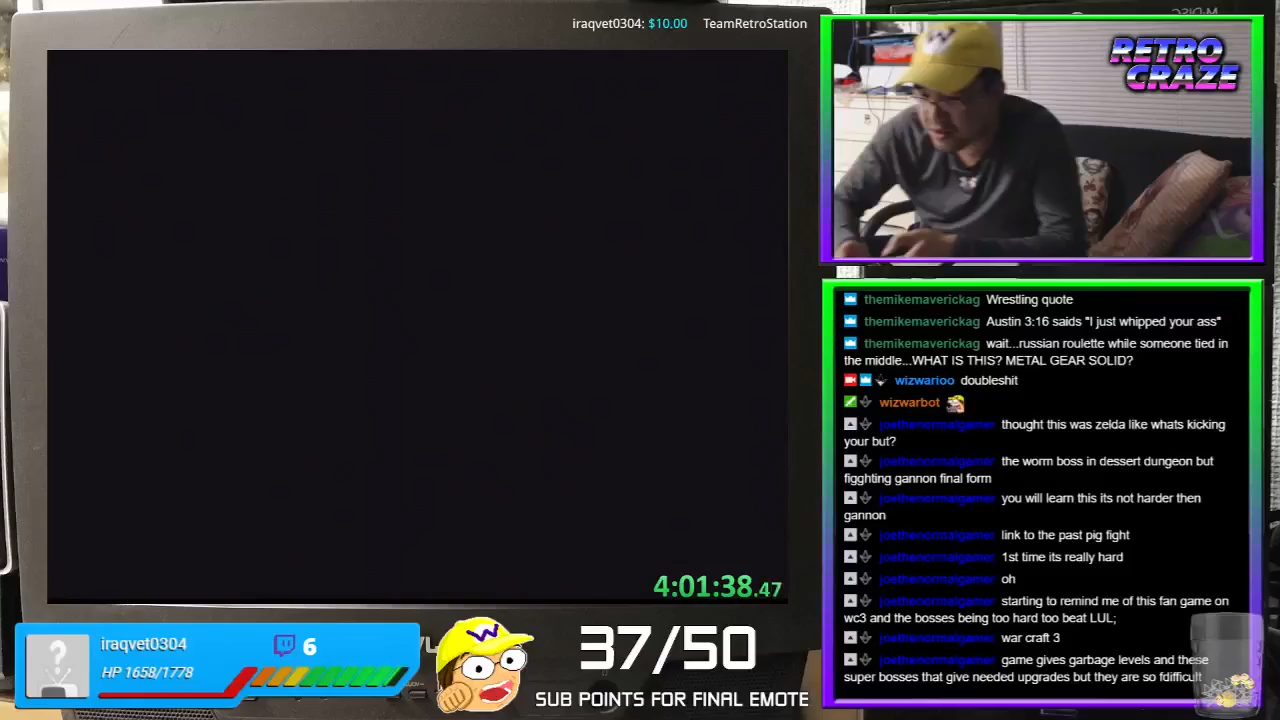 iraqvet0304: $10.00 TeamRetroStation
RETRO
CRAZE
themikemaverickag Wrestling quote
themikemaverickag Austin 3:16 saids "I just whipped your ass"
themikemaverickag wait...russian roulette while someone tied in
the middle...WHAT IS THIS? METAL GEAR SOLID?
wizwarioo doubleshit
wizwarbot
joethenormalgamer thought this was zelda like whats kicking
your but?
joethenormalgamer the worm boss in dessert dungeon but
figghting gannon final form
joethenormalgamer you will learn this its not harder then
gannon
joethenormalgamer link to the past pig fight
joethenormalgamer 1st time its really hard
joethenormalgamer oh
joethenormalgamer starting to remind me of this fan game on
wc3 and the bosses being too hard too beat LUL;
joethenormalgamer war craft 3
joethenormalgamer game gives garbage levels and these
super bosses that give needed upgrades but they are so fdifficult
4:01:38.47
iraqvet0304
6
HP 1658/1778
37/50
SUB POINTS FOR FINAL EMOTE